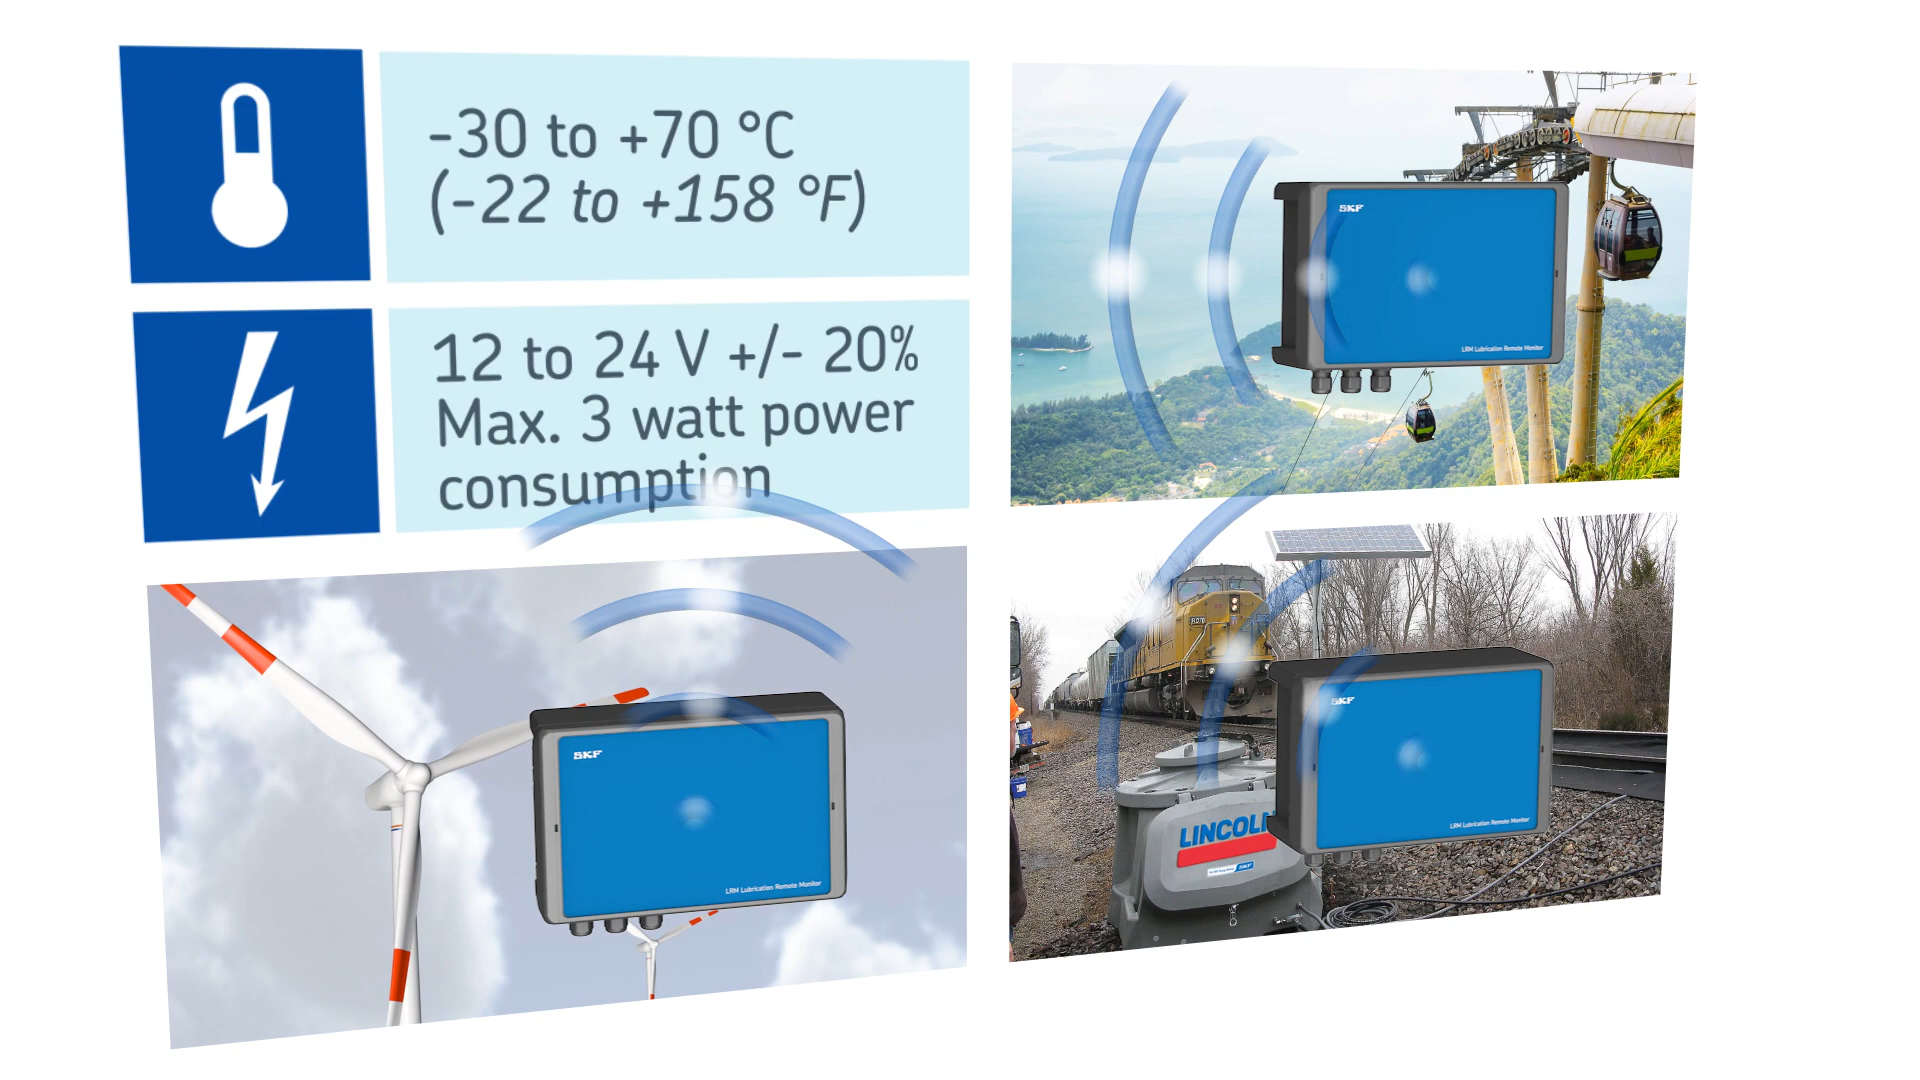 -30 to +70 °C
(-22 to +158 °F)
12 to 24 V +/- 20%
Max. 3 watt power
consumption
SKF
LRM Lubrication Remote Monitor
SKF
LRM Lubrication Remote Monitor
SKF
LRM Lubrication Remote Monitor
LINCOL
SKF